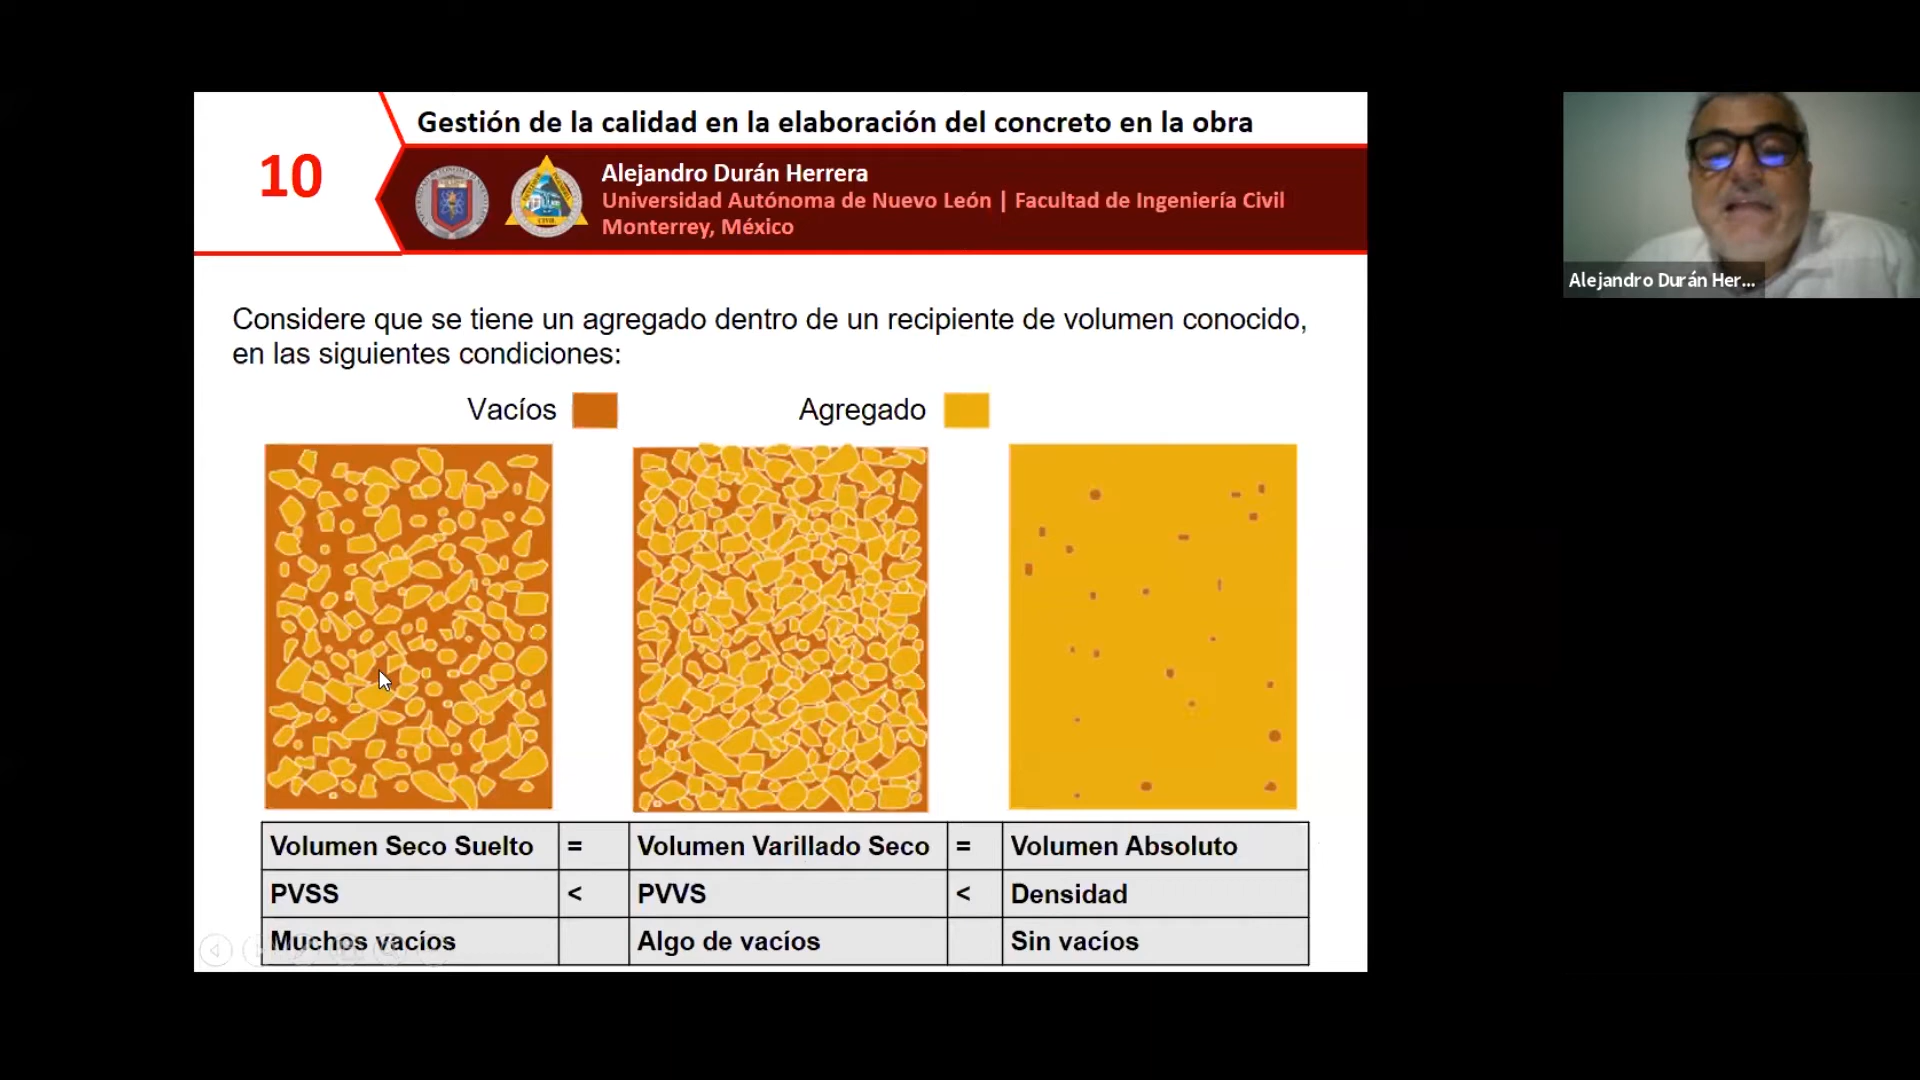 10
Gestión de la calidad en la elaboración del concreto en la obra
Alejandro Durán Herrera
Universidad Autónoma de Nuevo León | Facultad de Ingeniería Civil
Monterrey, México
Alejandro Durán Her...
Considere que se tiene un agregado dentro de un recipiente de volumen conocido,
en las siguientes condiciones:
Vacíos Agregado
Volumen Seco Suelto = Volumen Varillado Seco = Volumen Absoluto
PVSS < PVVS < Densidad
Muchos vacíos Algo de vacíos Sin vacíos